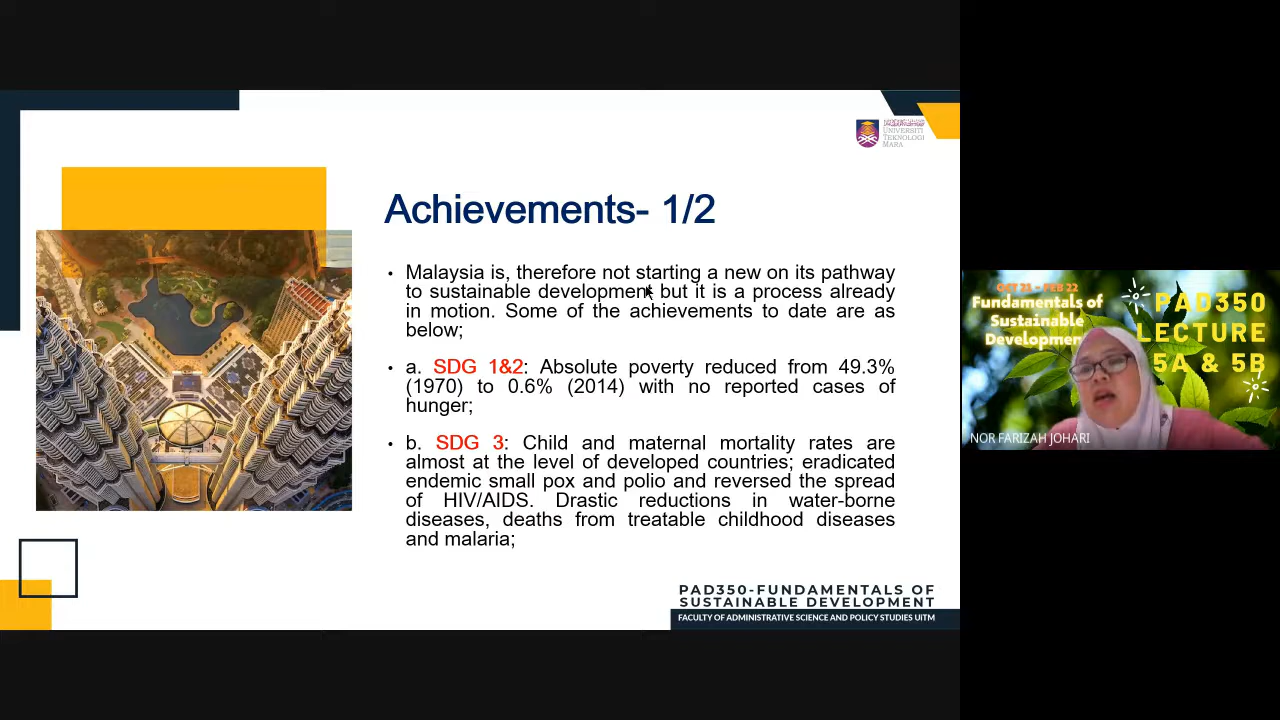 UNIVERSITI
TEKNOLOGI
MARA
Achievements- 1/2
• Malaysia is, therefore not starting a new on its pathway
to sustainable development but it is a process already
in motion. Some of the achievements to date are as
below;
• a. SDG 1&2: Absolute poverty reduced from 49.3%
(1970) to 0.6% (2014) with no reported cases of
hunger;
• b. SDG 3: Child and maternal mortality rates are
almost at the level of developed countries; eradicated
endemic small pox and polio and reversed the spread
of HIV/AIDS. Drastic reductions in water-borne
diseases, deaths from treatable childhood diseases
and malaria;
PAD350-FUNDAMENTALS OF
SUSTAINABLE DEVELOPMENT
FACULTY OF ADMINISTRATIVE SCIENCE AND POLICY STUDIES UITM
OCT 21 - FEB 22
Fundamentals of
Sustainable
Developmen
PAD350
LECTURE
5A & 5B
NOR FARIZAH JOHARI